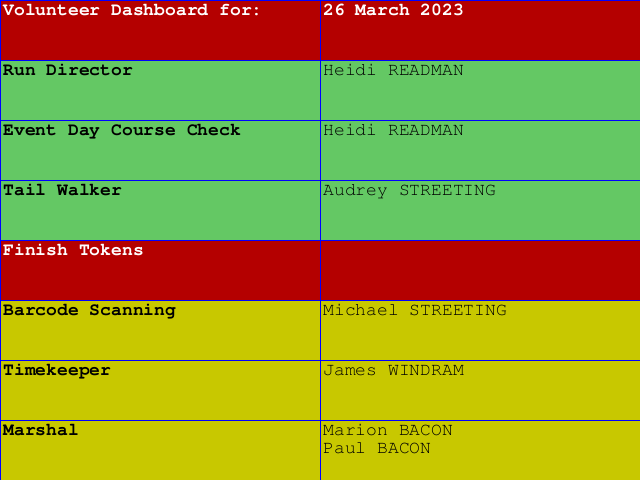 Volunteer Dashboard for: 26 March 2023
Run Director Heidi READMAN
Event Day Course Check Heidi READMAN
Tail Walker Audrey STREETING
Finish Tokens
Barcode Scanning Michael STREETING
Timekeeper James WINDRAM
Marshal Marion BACON
Paul BACON